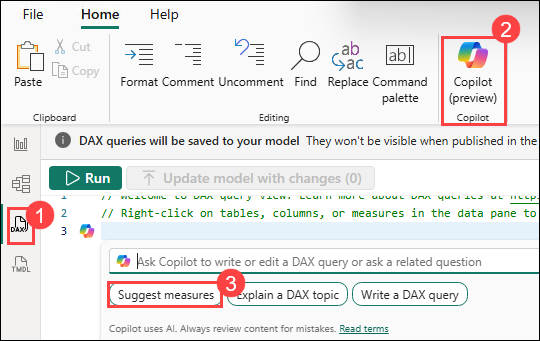 File Home Help
2
Paste
Cut
Copy
Clipboard
Format Comment Uncomment Find Replace Command palette
ab
ac
ab
Editing
Copilot
(preview)
Copilot
DAX queries will be saved to your model They won't be visible when published in the
Run
Update model with changes (0)
1
DAX
TMDL
1 // Welcome to DAX query view. Learn more about DAX queries at
2 // Right-click on tables, columns, or measures in the data pane to
3
Ask Copilot to write or edit a DAX query or ask a related question
3
Suggest measures Explain a DAX topic Write a DAX query
Copilot uses AI. Always review content for mistakes. Read terms